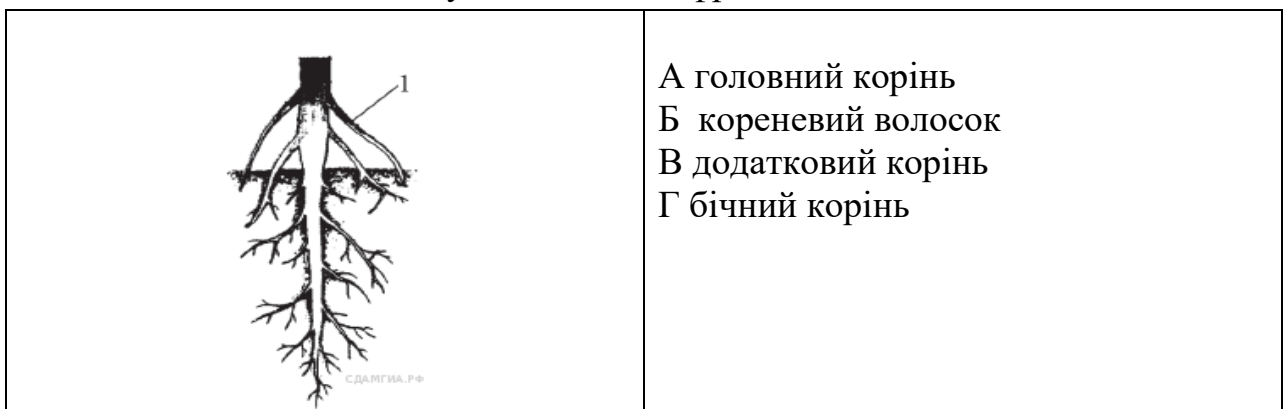 1
А головний корінь
Б кореневий волосок
В додатковий корінь
Г бічний корінь
СДАМГИА.РФ